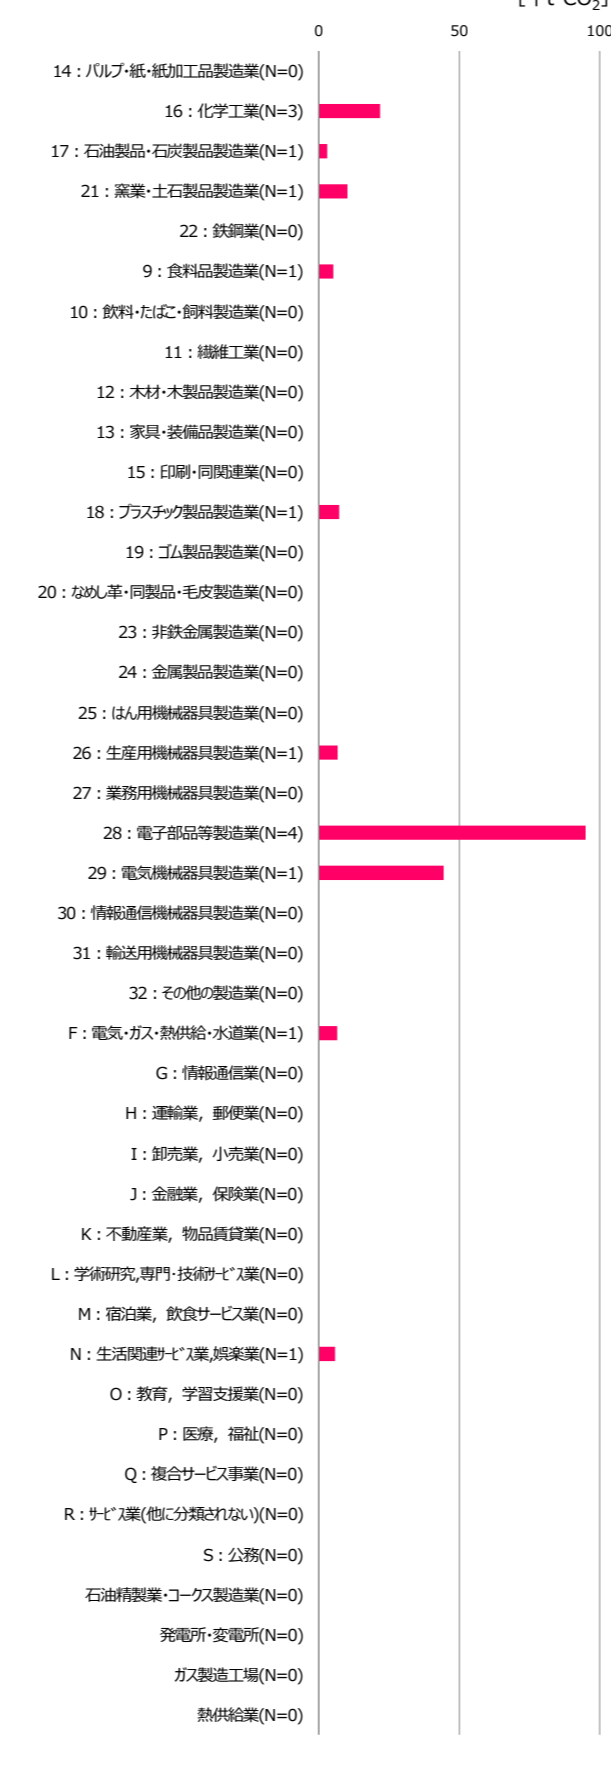 [千t-CO2]
0 50 100
14：パルプ・紙・紙加工品製造業(N=0)
16：化学工業(N=3)
17：石油製品・石炭製品製造業(N=1)
21：窯業・土石製品製造業(N=1)
22：鉄鋼業(N=0)
9：食料品製造業(N=1)
10：飲料・たばこ・飼料製造業(N=0)
11：繊維工業(N=0)
12：木材・木製品製造業(N=0)
13：家具・装備品製造業(N=0)
15：印刷・同関連業(N=0)
18：プラスチック製品製造業(N=1)
19：ゴム製品製造業(N=0)
20：なめし革・同製品・毛皮製造業(N=0)
23：非鉄金属製造業(N=0)
24：金属製品製造業(N=0)
25：はん用機械器具製造業(N=0)
26：生産用機械器具製造業(N=1)
27：業務用機械器具製造業(N=0)
28：電子部品等製造業(N=4)
29：電気機械器具製造業(N=1)
30：情報通信機械器具製造業(N=0)
31：輸送用機械器具製造業(N=0)
32：その他の製造業(N=0)
F：電気・ガス・熱供給・水道業(N=1)
G：情報通信業(N=0)
H：運輸業，郵便業(N=0)
I：卸売業，小売業(N=0)
J：金融業，保険業(N=0)
K：不動産業，物品賃貸業(N=0)
L：学術研究,専門・技術ｻｰﾋﾞｽ業(N=0)
M：宿泊業，飲食サービス業(N=0)
N：生活関連ｻｰﾋﾞｽ業,娯楽業(N=1)
O：教育，学習支援業(N=0)
P：医療，福祉(N=0)
Q：複合サービス事業(N=0)
R：ｻｰﾋﾞｽ業(他に分類されない)(N=0)
S：公務(N=0)
石油精製業・コークス製造業(N=0)
発電所・変電所(N=0)
ガス製造工場(N=0)
熱供給業(N=0)